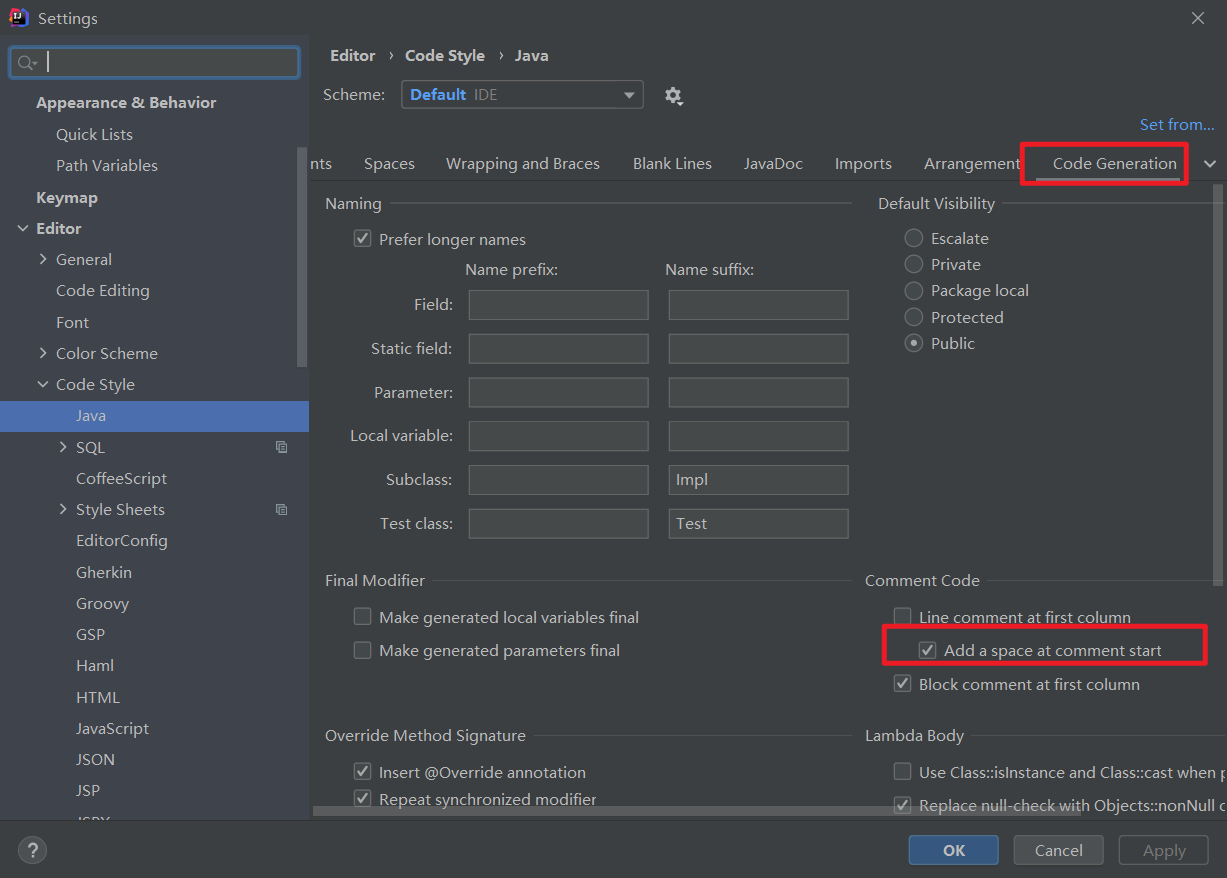 Settings
Appearance & Behavior
Quick Lists
Path Variables
Keymap
Editor
General
Code Editing
Font
Color Scheme
Code Style
Java
SQL
CoffeeScript
Style Sheets
EditorConfig
Gherkin
Groovy
GSP
Haml
HTML
JavaScript
JSON
JSP
Editor › Code Style › Java
Scheme: Default IDE
Set from...
nts Spaces Wrapping and Braces Blank Lines JavaDoc Imports Arrangement Code Generation
Naming
Prefer longer names
Name prefix: Name suffix:
Field:
Static field:
Parameter:
Local variable:
Subclass: Impl
Test class: Test
Default Visibility
Escalate
Private
Package local
Protected
Public
Final Modifier
Make generated local variables final
Make generated parameters final
Comment Code
Line comment at first column
Add a space at comment start
Block comment at first column
Override Method Signature
Insert @Override annotation
Repeat synchronized modifier
Lambda Body
Use Class::isInstance and Class::cast when p
Replace null-check with Objects::nonNull o
?
OK Cancel Apply